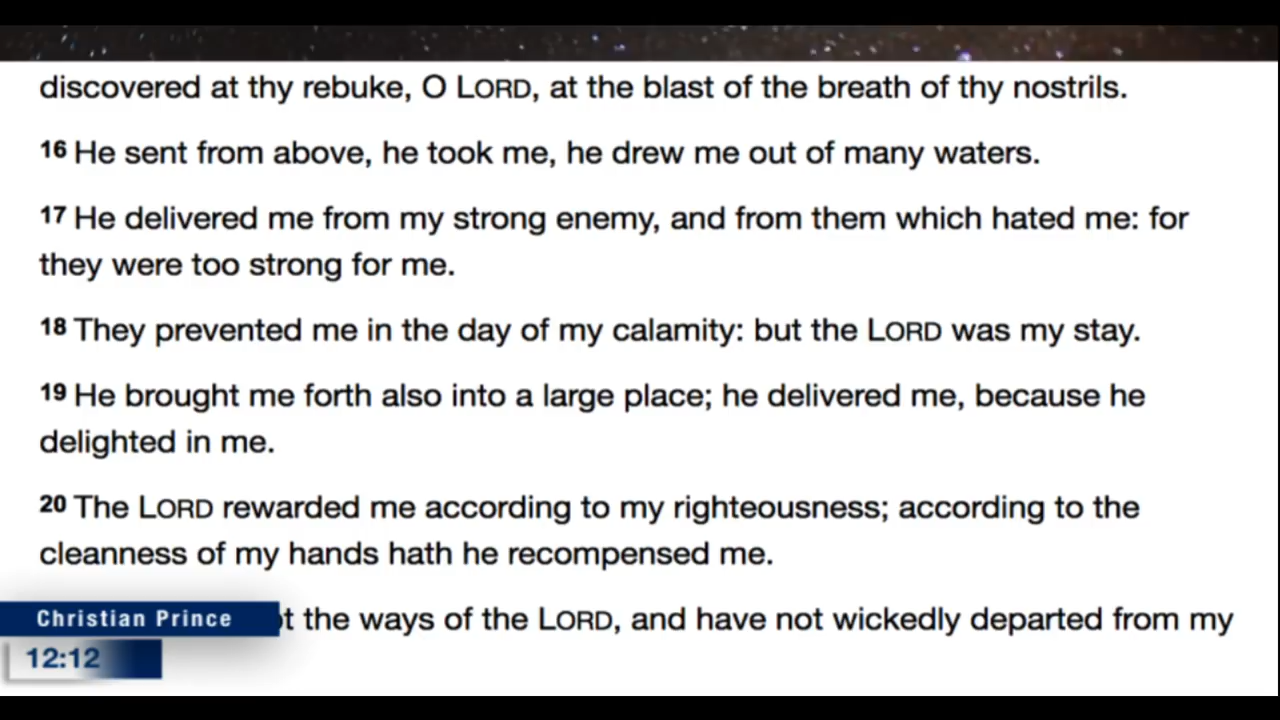 discovered at thy rebuke, O LORD, at the blast of the breath of thy nostrils.
16 He sent from above, he took me, he drew me out of many waters.
17 He delivered me from my strong enemy, and from them which hated me: for
they were too strong for me.
18 They prevented me in the day of my calamity: but the LORD was my stay.
19 He brought me forth also into a large place; he delivered me, because he
delighted in me.
20 The LORD rewarded me according to my righteousness; according to the
cleanness of my hands hath he recompensed me.
the ways of the LORD, and have not wickedly departed from my
Christian Prince
12:12